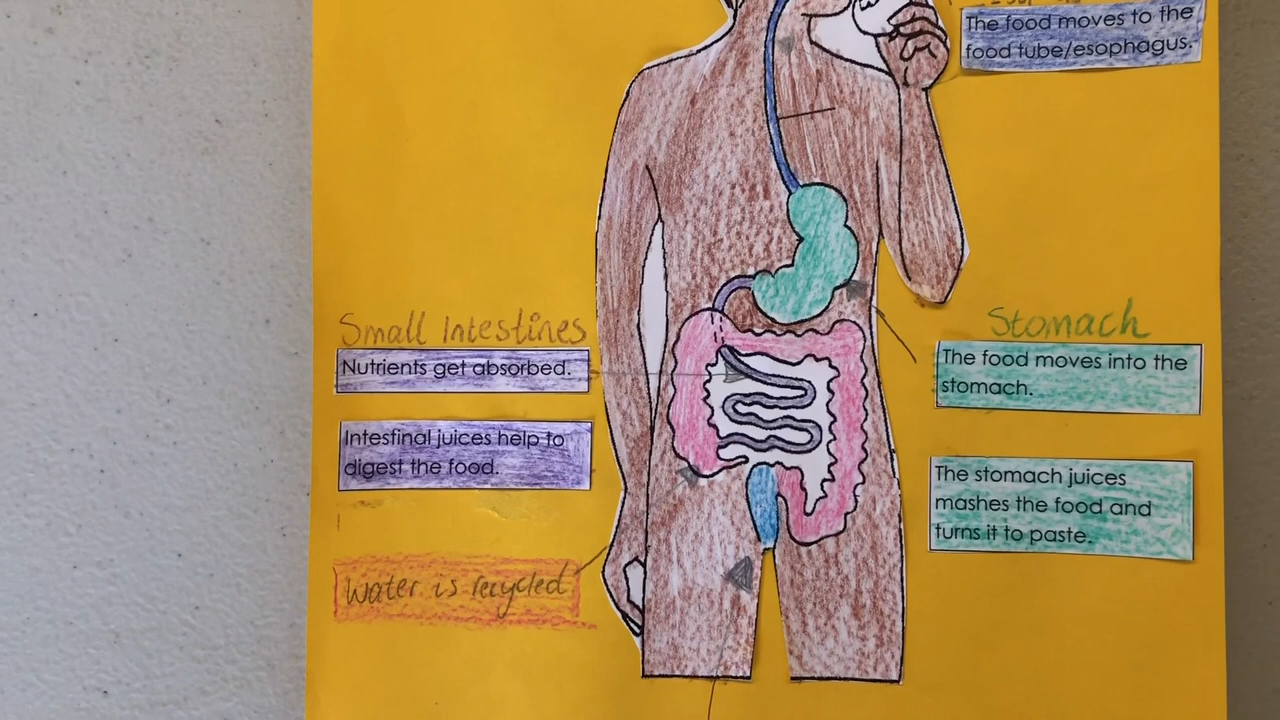 The food moves to the
food tube/esophagus.
Small Intestines
Nutrients get absorbed.
Intestinal juices help to
digest the food.
Water is recycled
Stomach
The food moves into the
stomach.
The stomach juices
mashes the food and
turns it to paste.